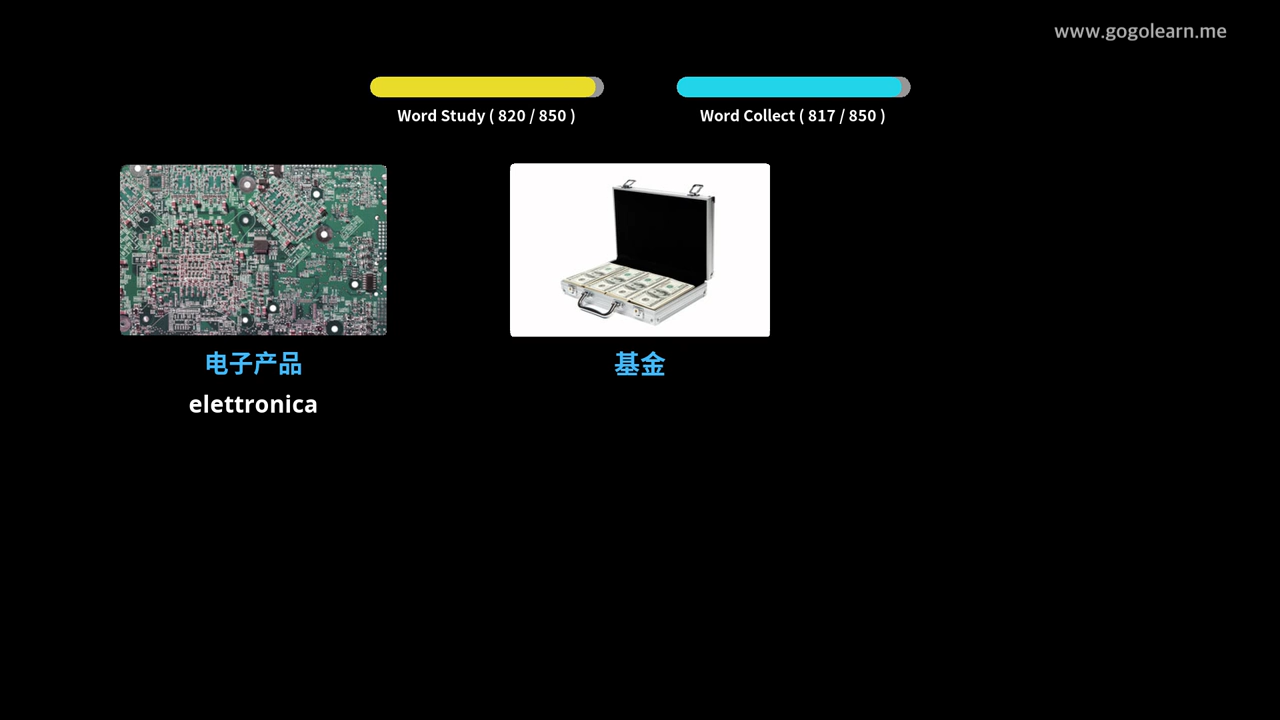 www.gogolearn.me
Word Study ( 820 / 850 )
Word Collect ( 817 / 850 )
电子产品
elettronica
基金